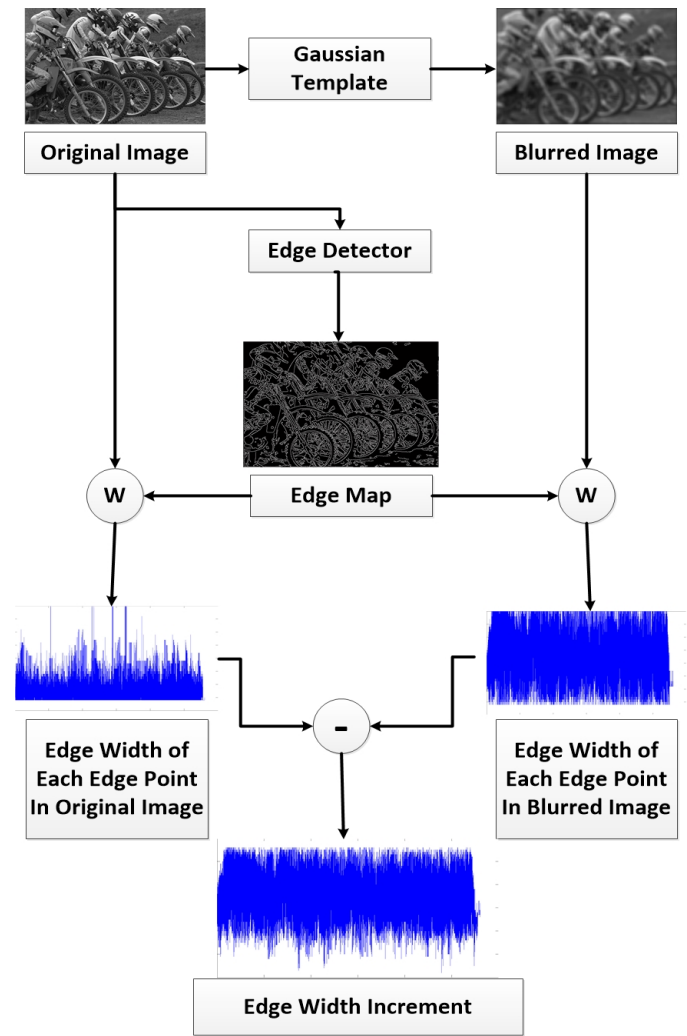 Gaussian
Template
Original Image
Blurred Image
Edge Detector
W
Edge Map
W
-
Edge Width of
Each Edge Point
In Original Image
Edge Width of
Each Edge Point
In Blurred Image
Edge Width Increment